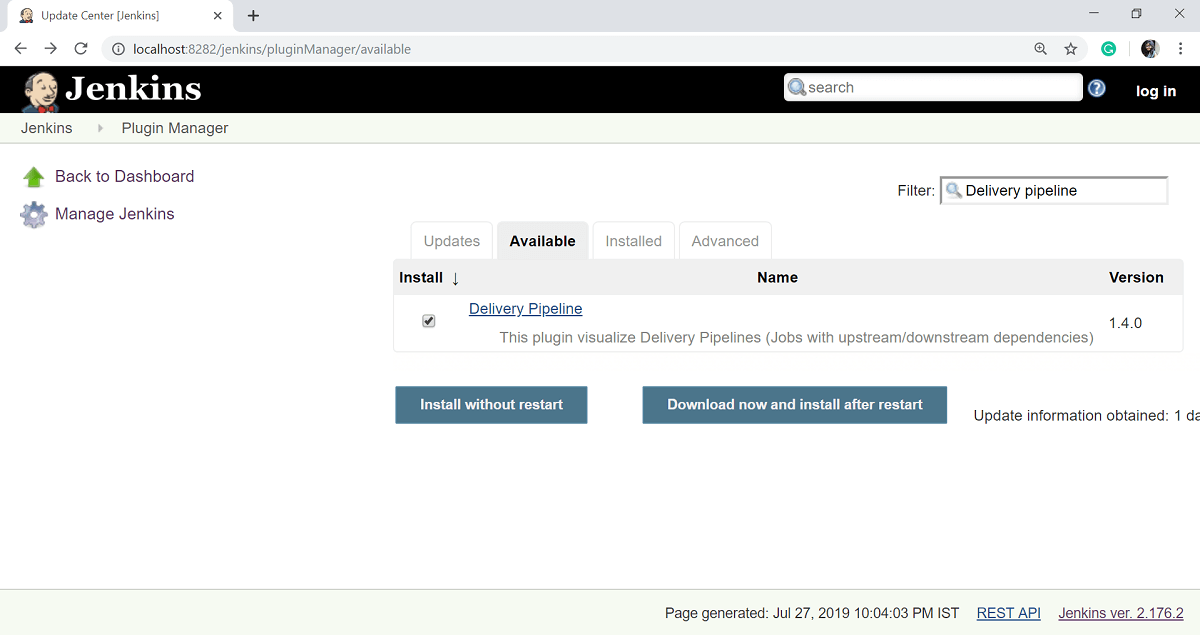 Update Center [Jenkins]
localhost:8282/jenkins/pluginManager/available
Jenkins
search
log in
Jenkins
Plugin Manager
Back to Dashboard
Manage Jenkins
Filter: Delivery pipeline
Updates Available Installed Advanced
Install ↓ Name Version
Delivery Pipeline
This plugin visualize Delivery Pipelines (Jobs with upstream/downstream dependencies)
1.4.0
Install without restart
Download now and install after restart
Update information obtained: 1 da
Page generated: Jul 27, 2019 10:04:03 PM IST REST API Jenkins ver. 2.176.2